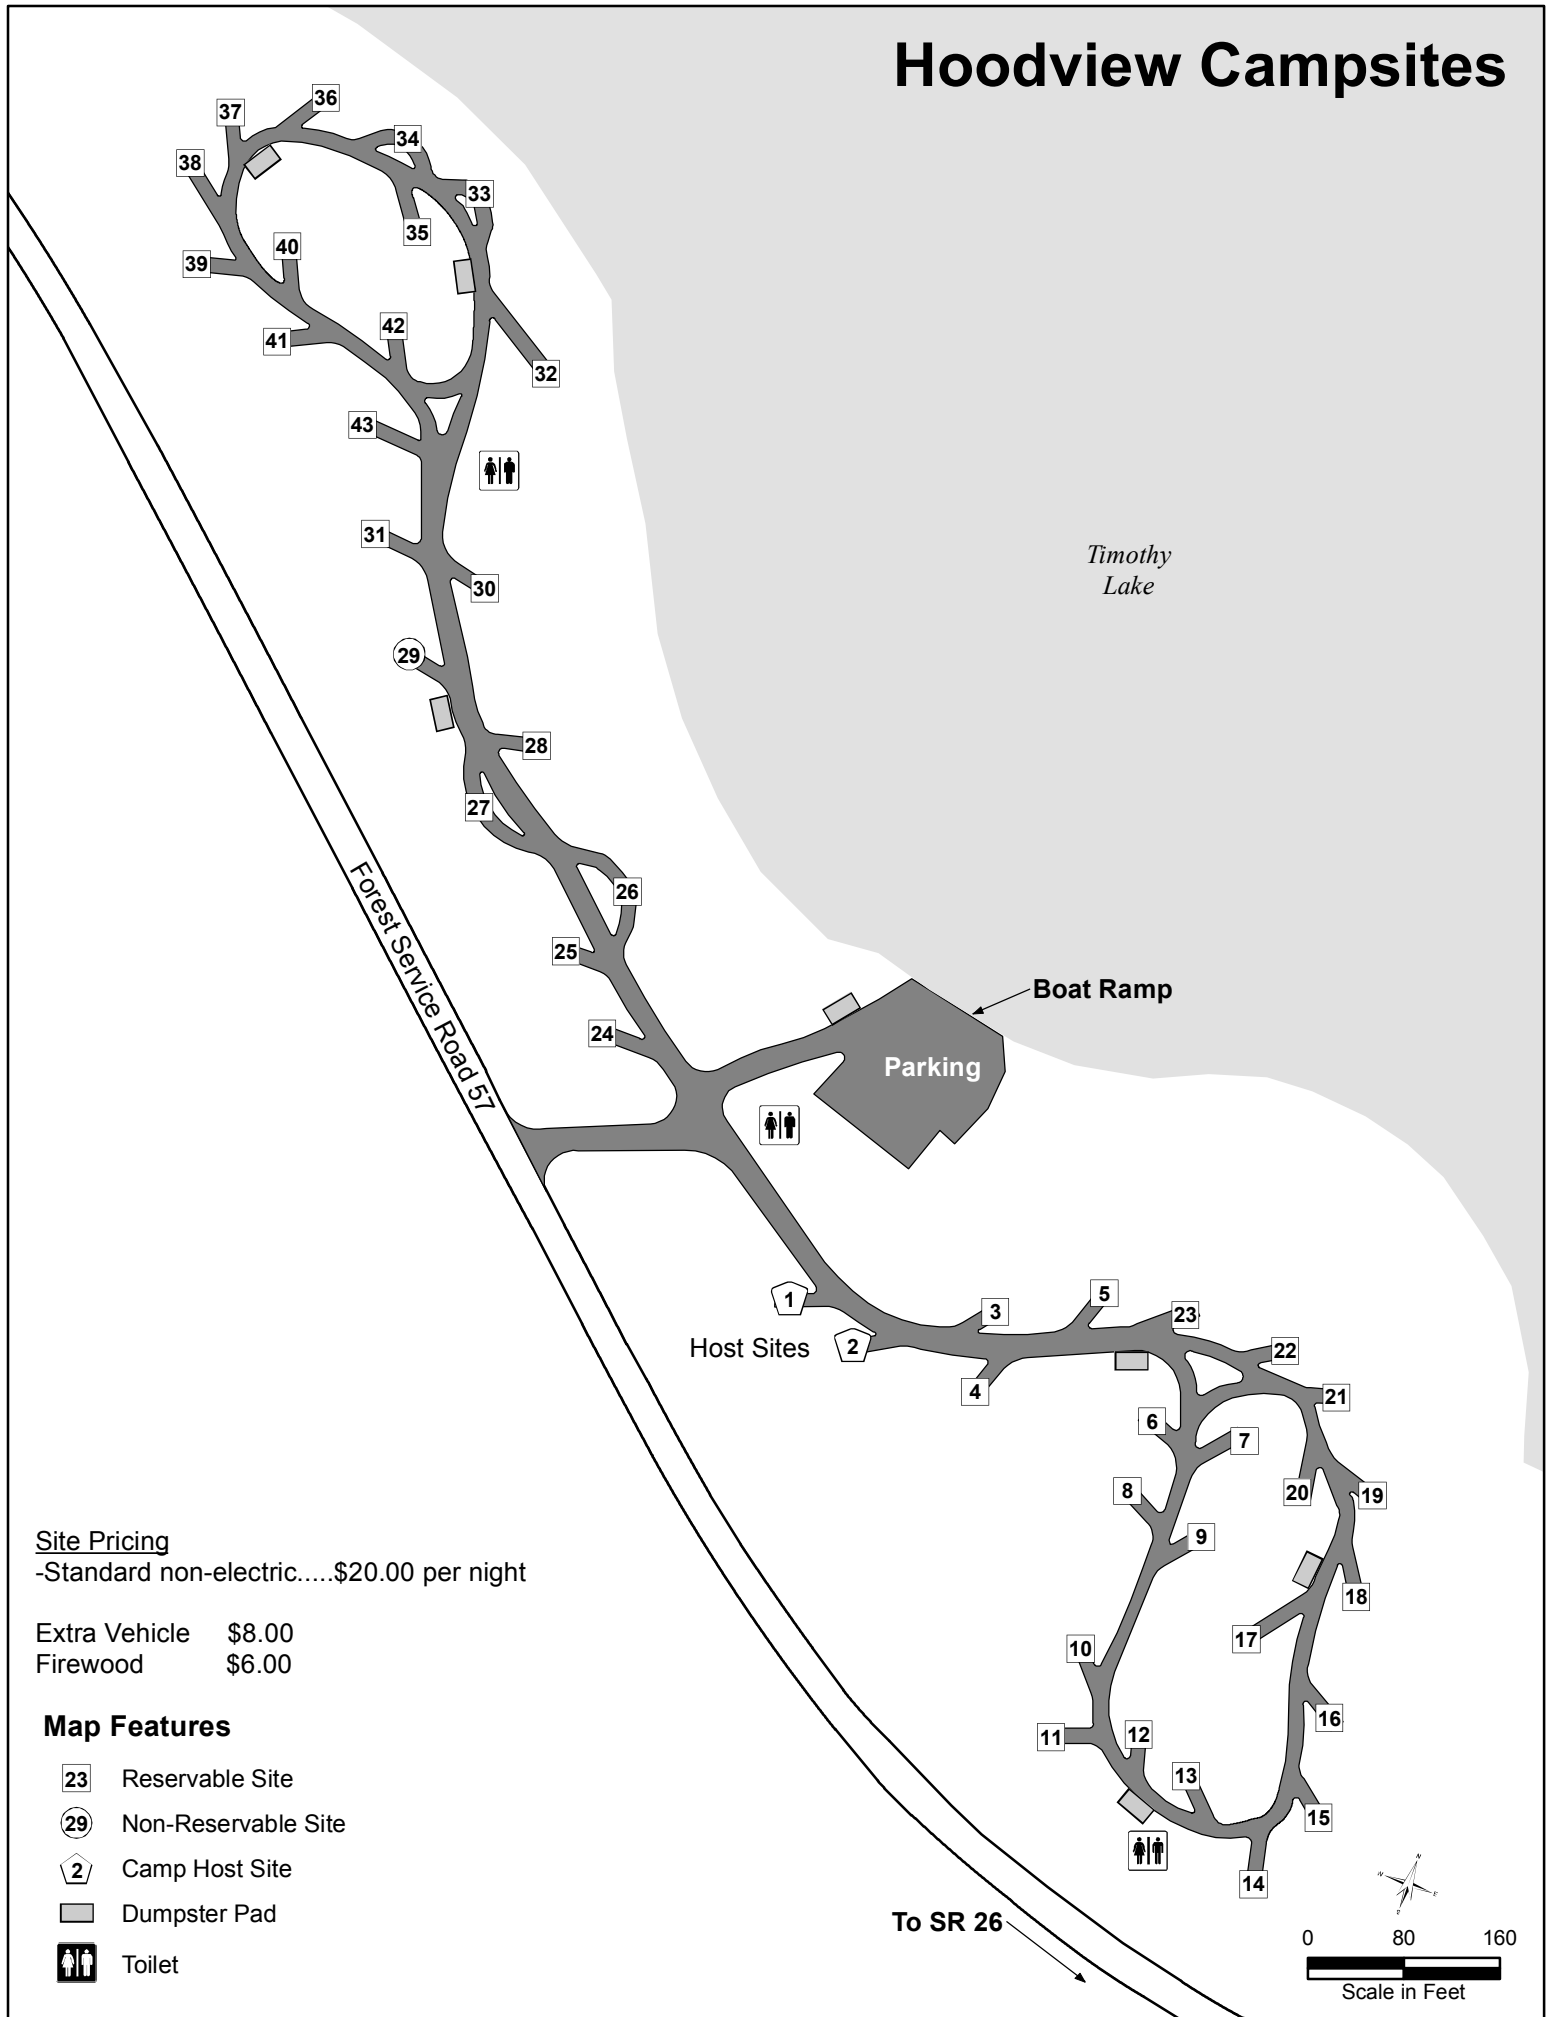 Hoodview Campsites
36
37
34
38
33
35
40
39
42
41
32
43
31
30
29
28
27
26
25
24
Timothy
Lake
Forest Service Road 57
Boat Ramp
Parking
1
Host Sites
2
3
5
23
4
22
21
6
7
8
20
19
9
18
17
10
16
11
12
13
15
14
Site Pricing
-Standard non-electric.....$20.00 per night
Extra Vehicle $8.00
Firewood $6.00
Map Features
23 Reservable Site
29 Non-Reservable Site
2 Camp Host Site
Dumpster Pad
Toilet
To SR 26
N
E
0 80 160
Scale in Feet